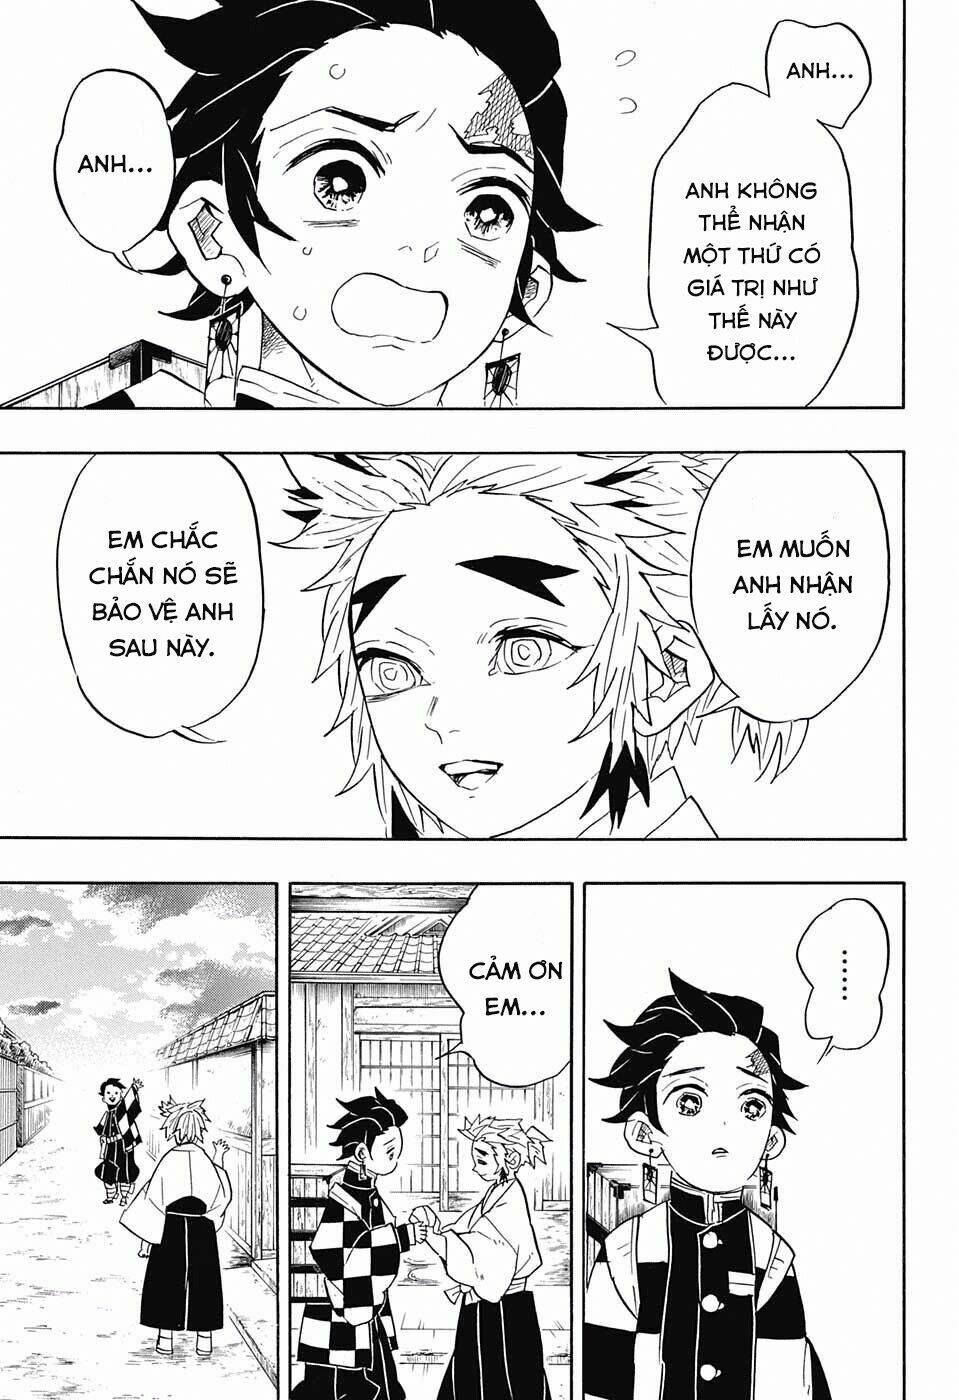 ANH...
ANH KHÔNG
THỂ NHẬN
MỘT THỨ CÓ
GIÁ TRỊ NHƯ
THẾ NÀY
ĐƯỢC...
ANH...
EM MUỐN
ANH NHẬN
LẤY NÓ.
EM CHẮC
CHẮN NÓ SẼ
BẢO VỆ ANH
SAU NÀY.
......
CẢM ƠN
EM...